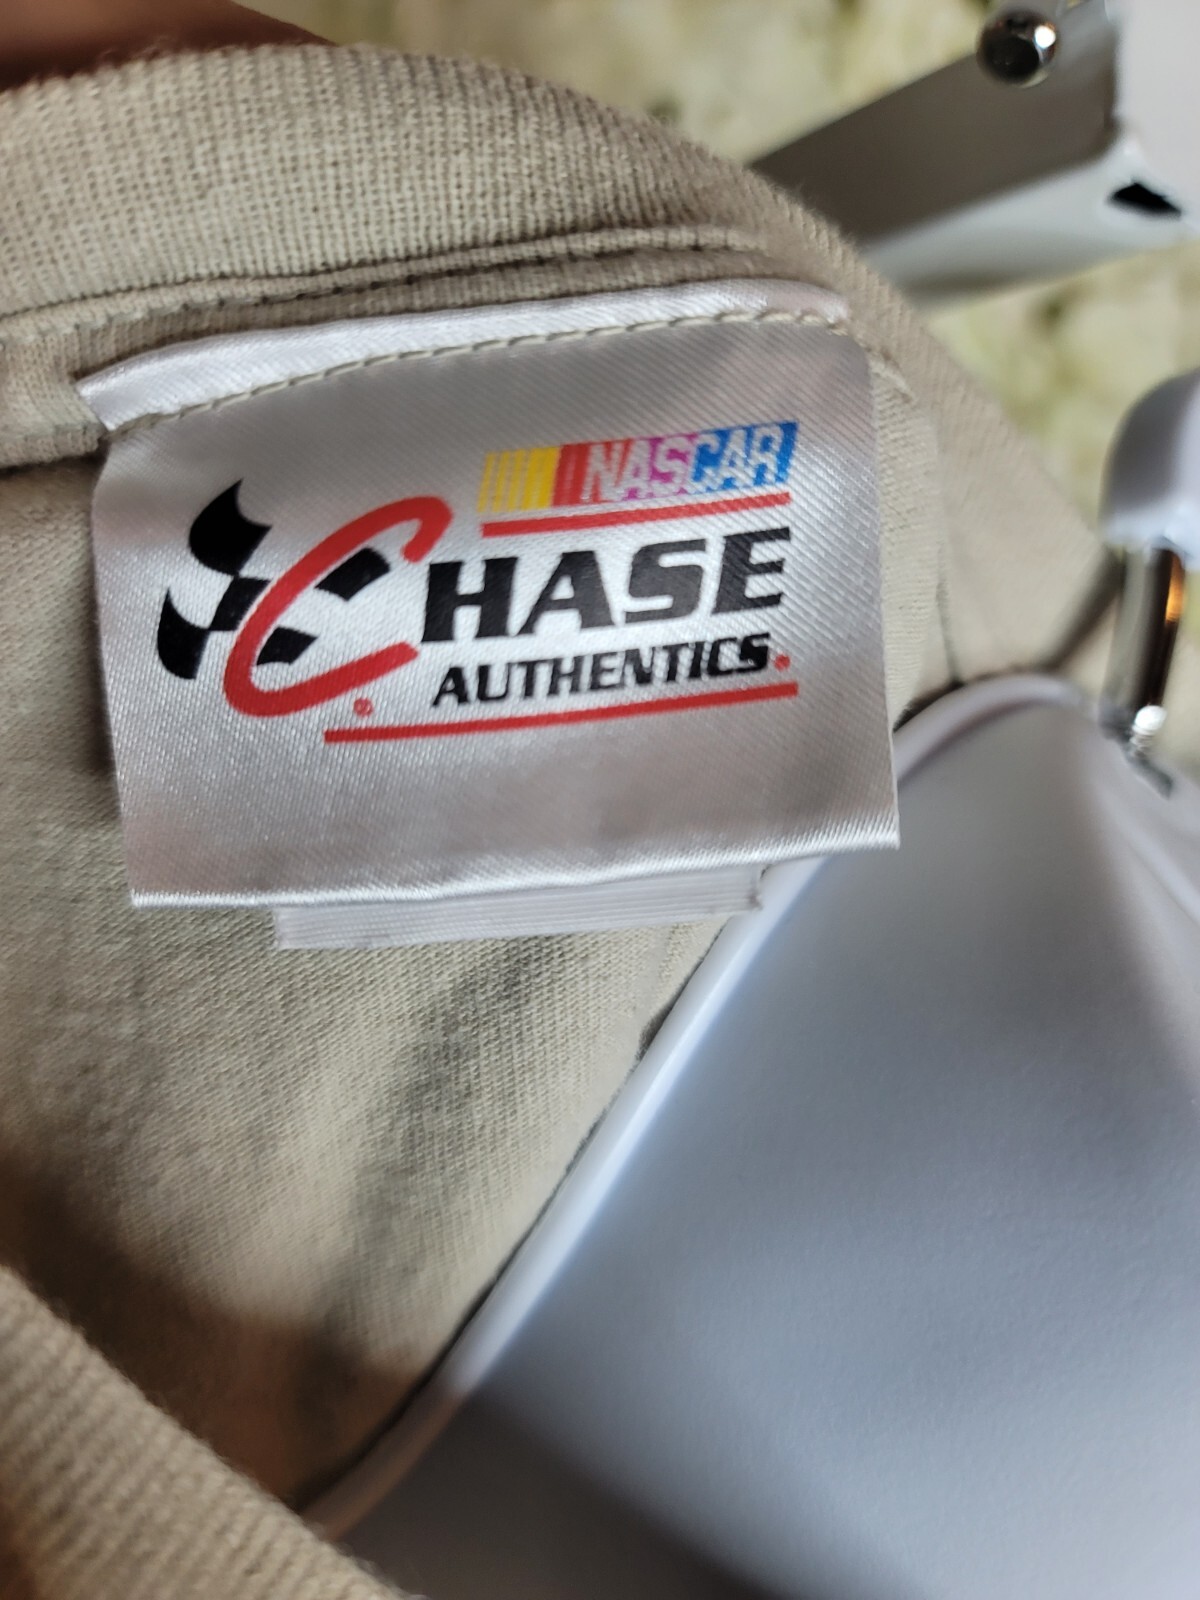 NASCAR
CHASE
AUTHENTICS.
®